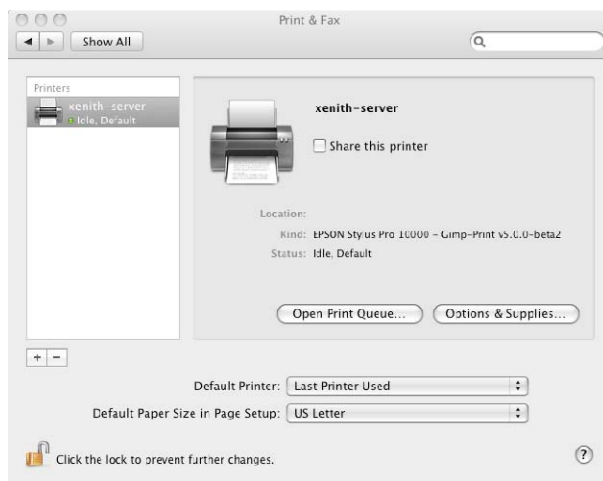 Print & Fax
Show All
Printers
xenith-server
Idle, Default
xenith-server
Share this printer
Location:
Kind: EPSON Stylus Pro 10000 – Gimp-Print v5.0.0-beta2
Status: Idle, Default
Open Print Queue...
Options & Supplies...
+ −
Default Printer: Last Printer Used
Default Paper Size in Page Setup: US Letter
Click the lock to prevent further changes.
?